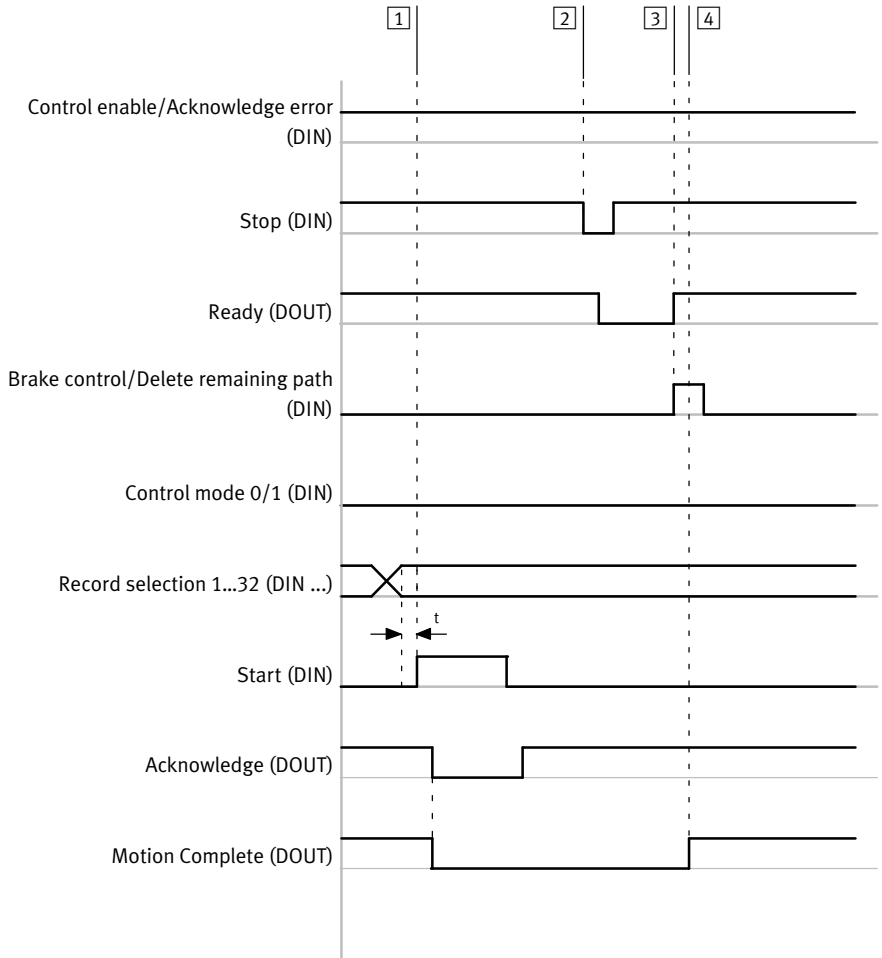 1 2 3 4
Control enable/Acknowledge error
(DIN)
Stop (DIN)
Ready (DOUT)
Brake control/Delete remaining path
(DIN)
Control mode 0/1 (DIN)
Record selection 1...32 (DIN ...)
t
Start (DIN)
Acknowledge (DOUT)
Motion Complete (DOUT)